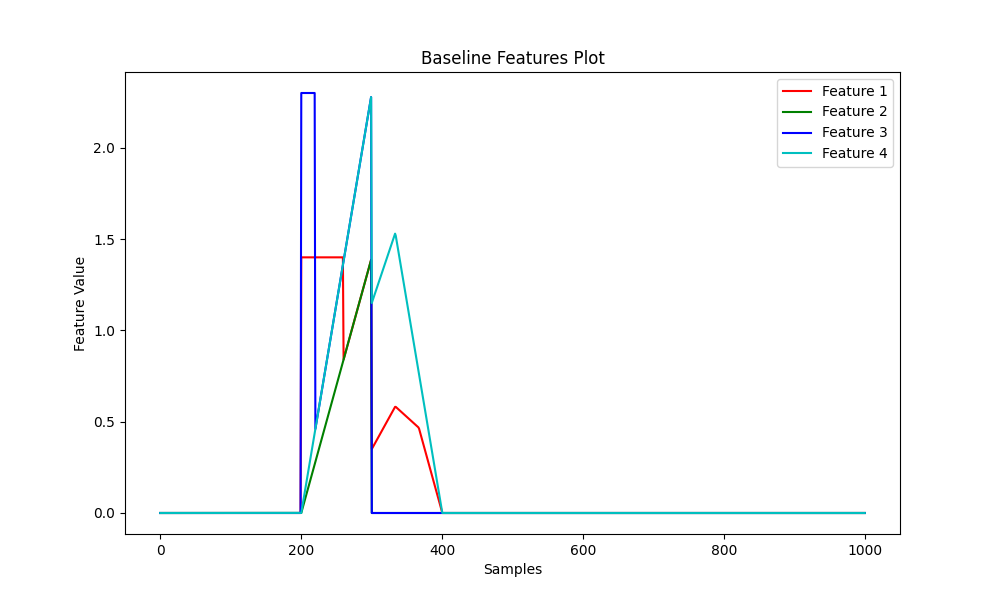 Baseline Features Plot
Feature 1
Feature 2
Feature 3
Feature 4
2.0
1.5
1.0
0.5
0.0
Feature Value
0 200 400 600 800 1000
Samples